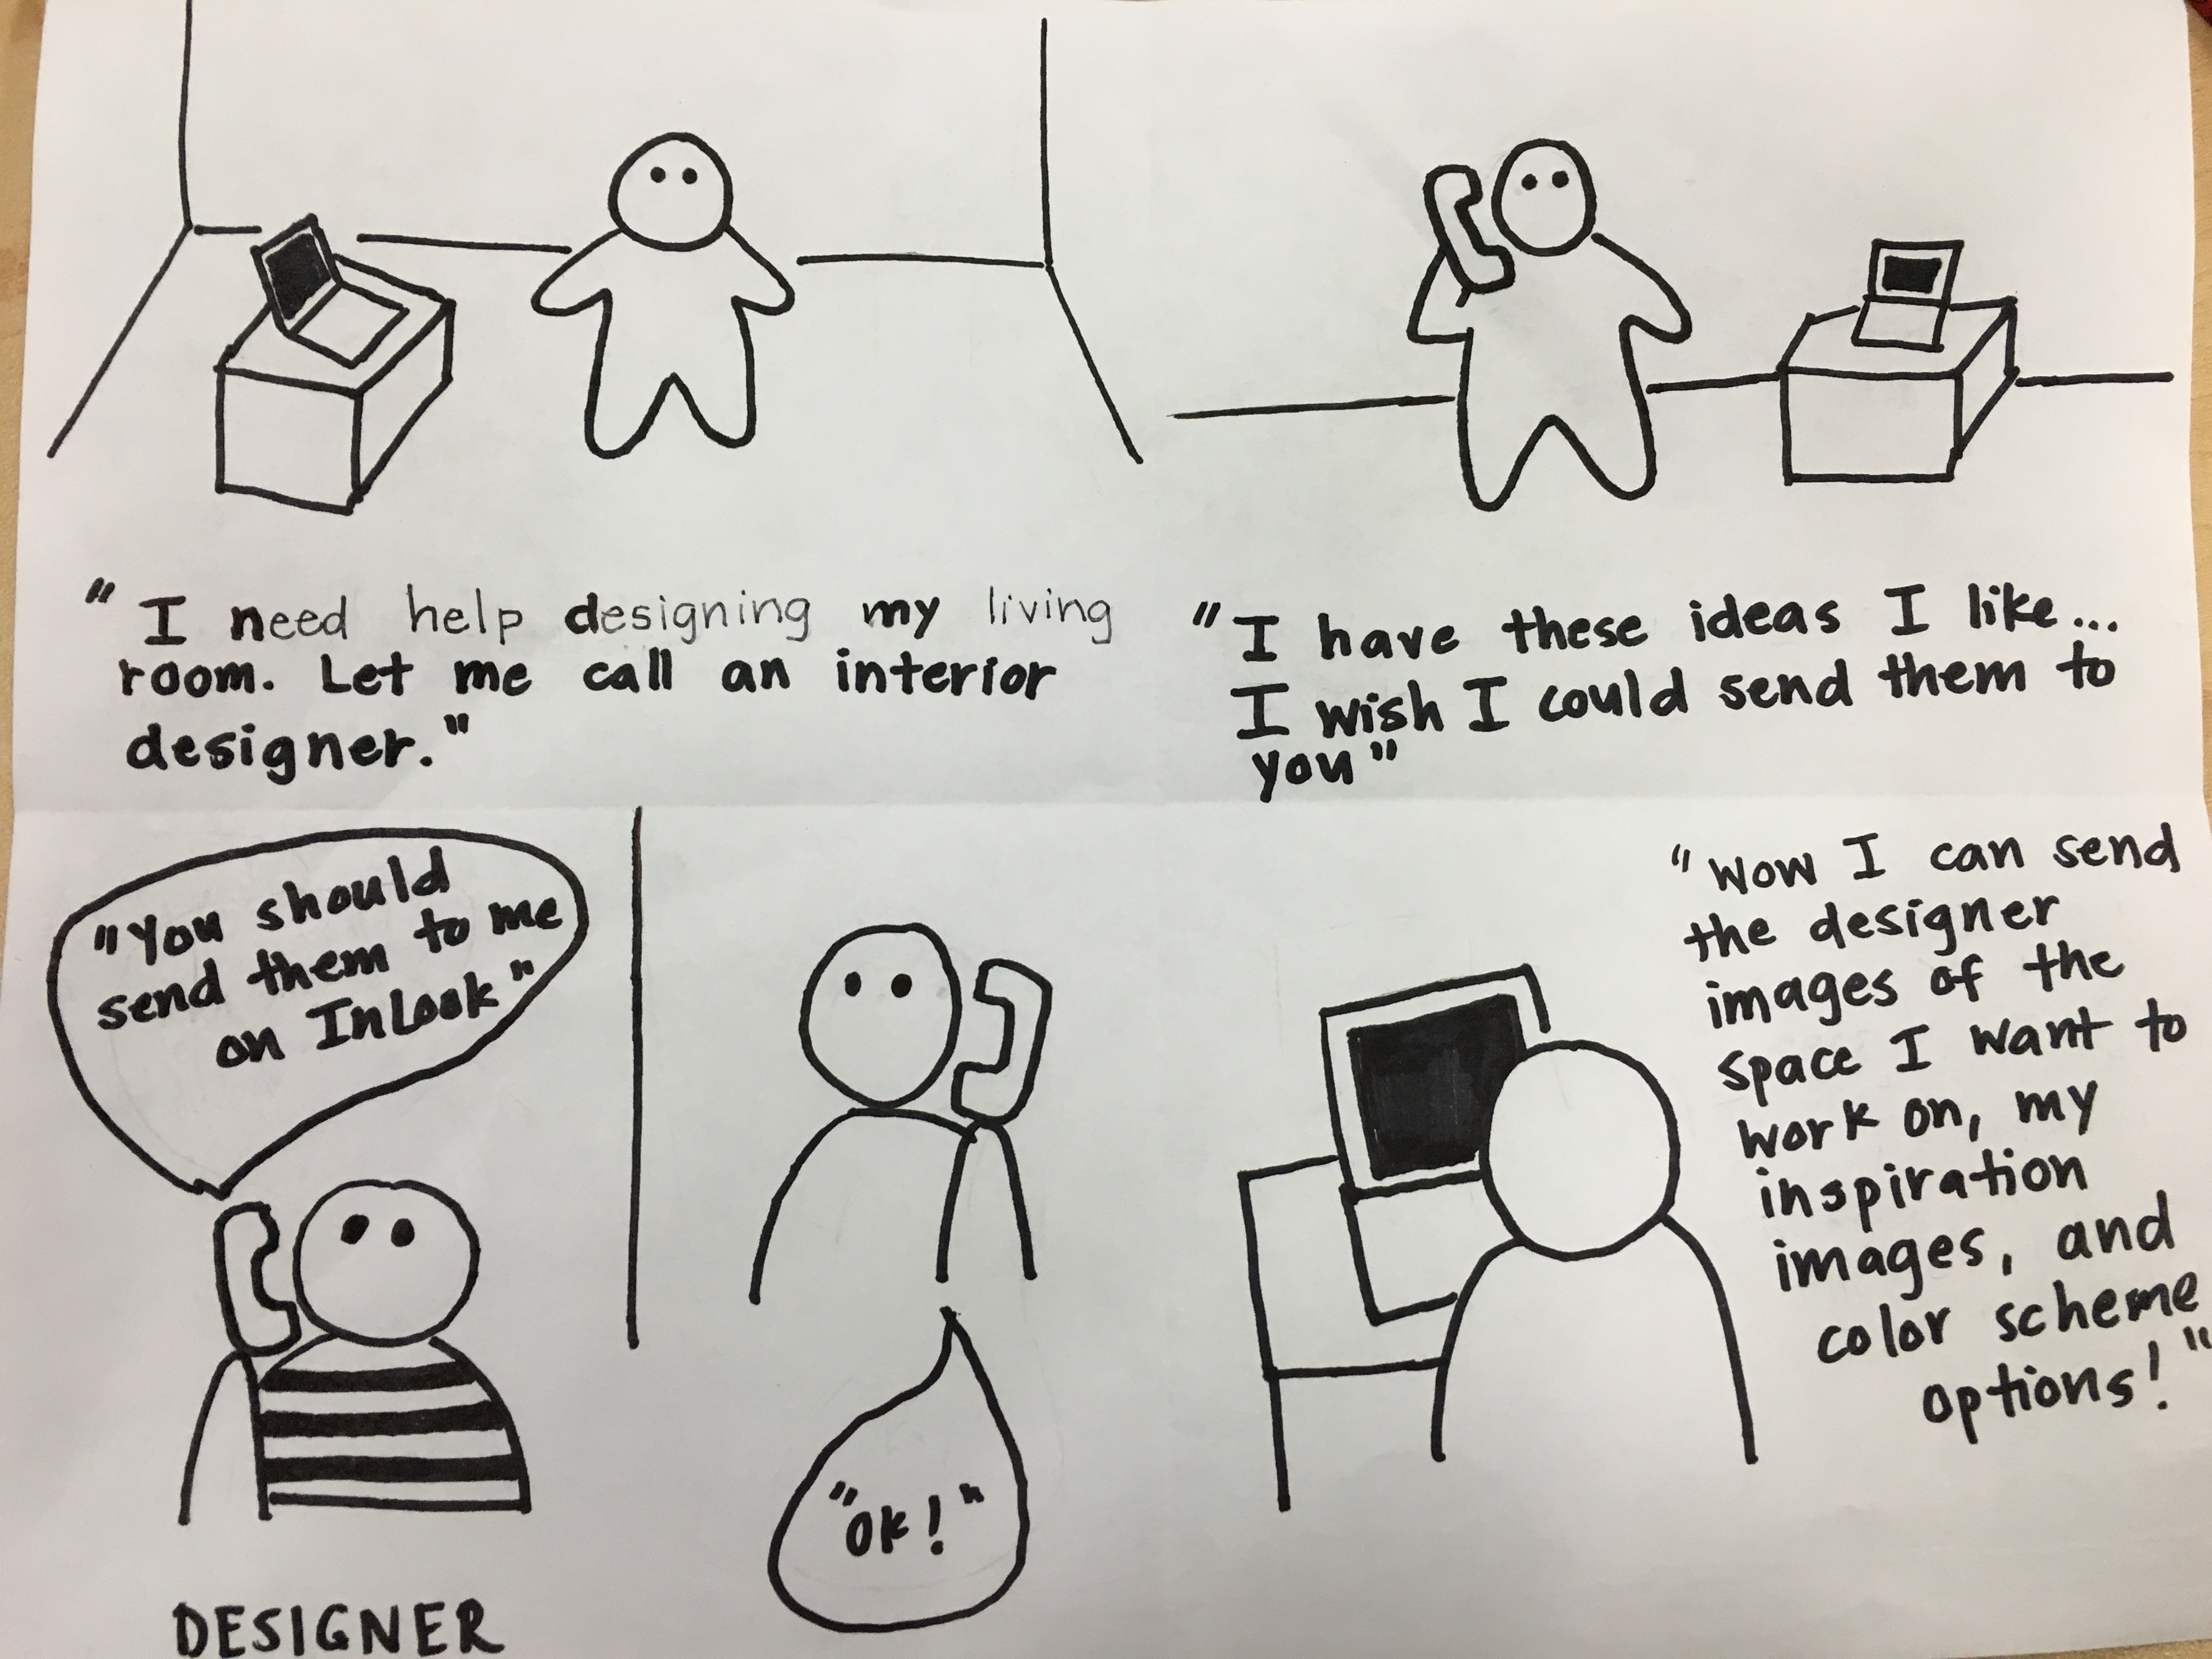 "I need help designing my living
room. Let me call an interior
designer."
"I have these ideas I like...
I wish I could send them to
you"
"You should
send them to me
on InLook"
DESIGNER
"OK!"
"Wow I can send
the designer
images of the
space I want to
work on, my
inspiration
images, and
color scheme
options!"